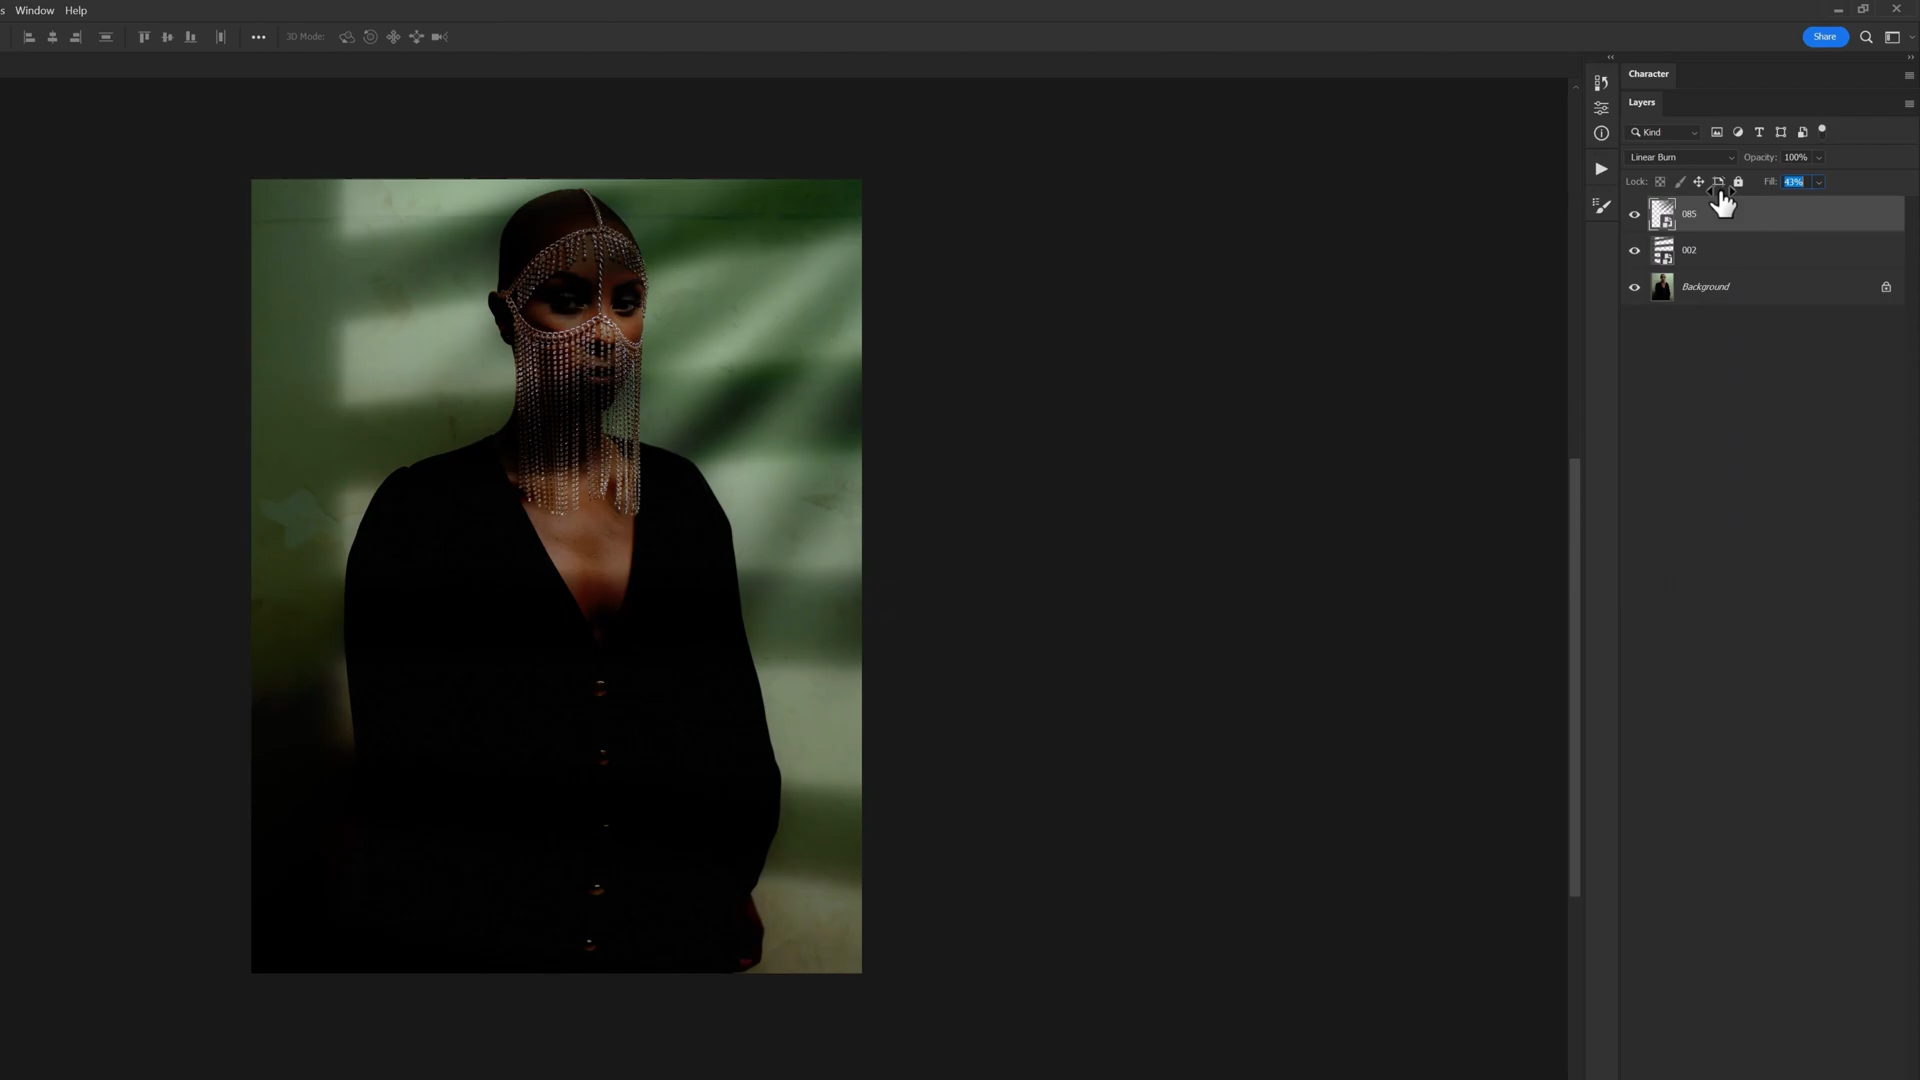 s Window Help
3D Mode:
Share
Character
Layers
Kind
Linear Burn Opacity: 100%
Lock: Fill: 43%
085
002
Background